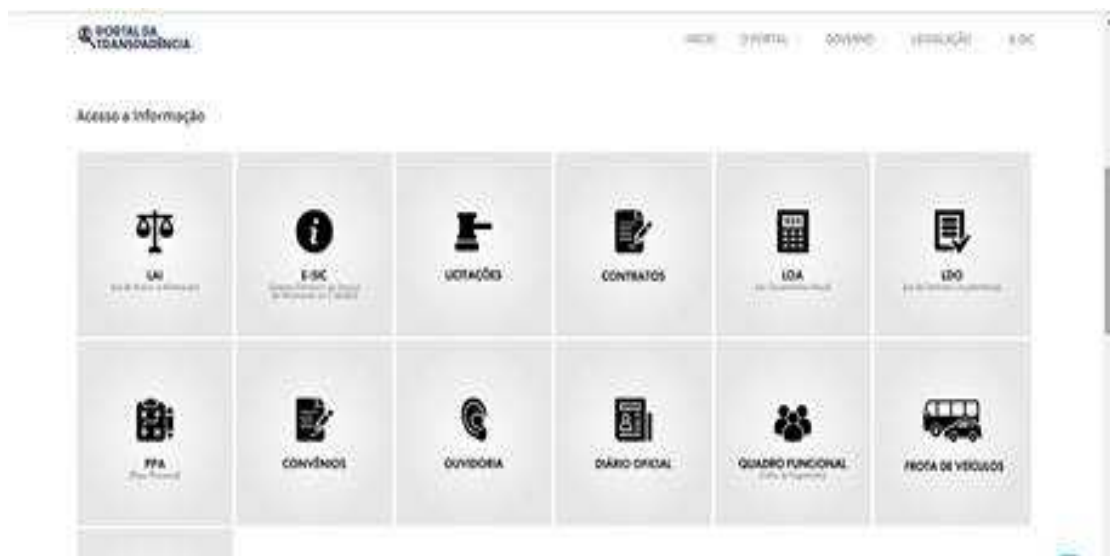 PORTAL DA
TRANSPARÊNCIA
INÍCIO O PORTAL GOVERNO LEGISLAÇÃO E-SIC
Acesso a Informação
LAI
E-SIC
LICITAÇÕES
CONTRATOS
LOA
LDO
PPA
CONVÊNIOS
OUVIDORIA
DIÁRIO OFICIAL
QUADRO FUNCIONAL
FROTA DE VEÍCULOS